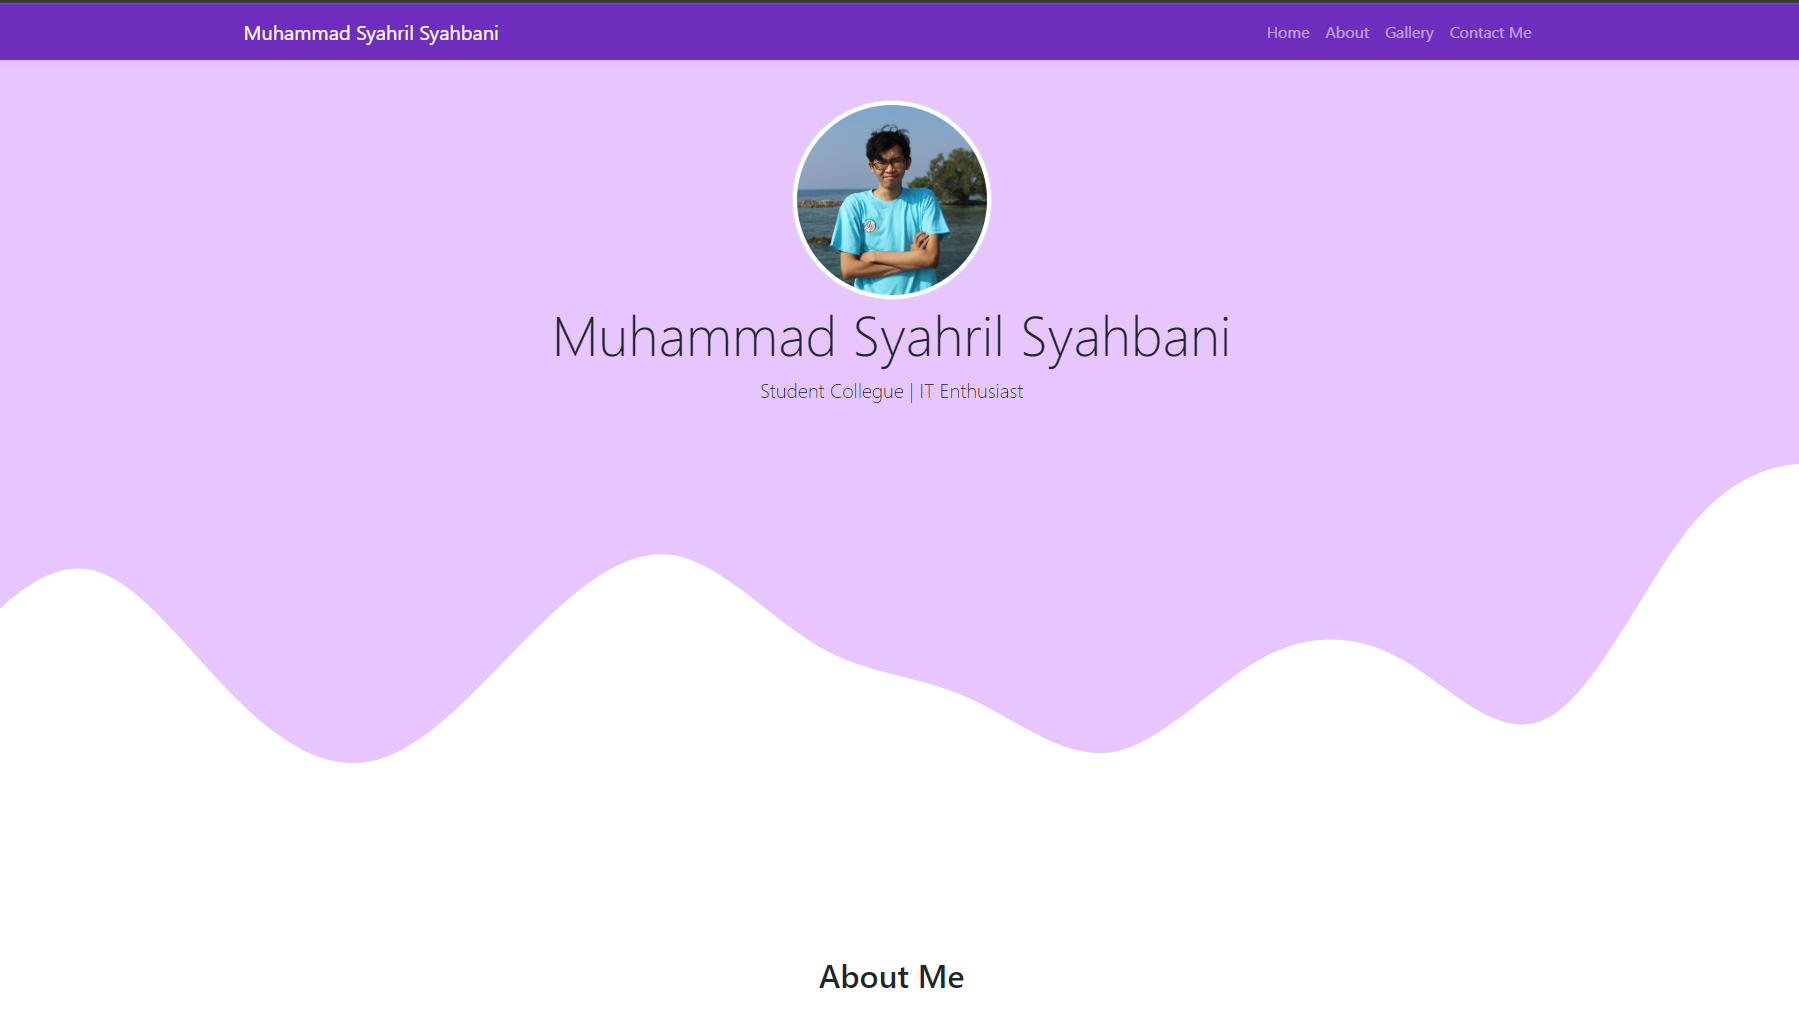 Muhammad Syahril Syahbani
Home About Gallery Contact Me
Muhammad Syahril Syahbani
Student Collegue | IT Enthusiast
About Me